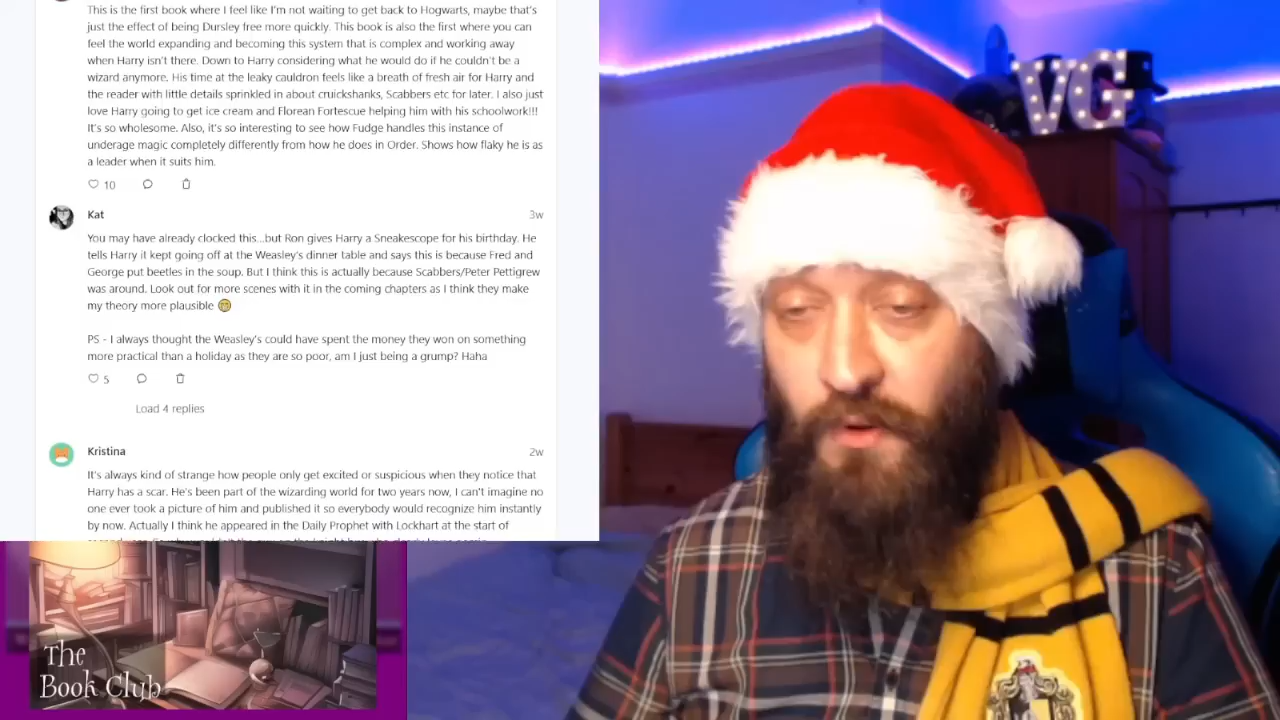 This is the first book where I feel like I'm not waiting to get back to Hogwarts, maybe that's
just the effect of being Dursley free more quickly. This book is also the first where you can
feel the world expanding and becoming this system that is complex and working away
when Harry isn't there. Down to Harry considering what he would do if he couldn't be a
wizard anymore. His time at the leaky cauldron feels like a breath of fresh air for Harry and
the reader with little details sprinkled in about cruickshanks, Scabbers etc for later. I also just
love Harry going to get ice cream and Florean Fortescue helping him with his schoolwork!!!
It's so wholesome. Also, it's so interesting to see how Fudge handles this instance of
underage magic completely differently from how he does in Order. Shows how flaky he is as
a leader when it suits him.
10
Kat 3w
You may have already clocked this...but Ron gives Harry a Sneakescope for his birthday. He
tells Harry it kept going off at the Weasley's dinner table and says this is because Fred and
George put beetles in the soup. But I think this is actually because Scabbers/Peter Pettigrew
was around. Look out for more scenes with it in the coming chapters as I think they make
my theory more plausible
PS - I always thought the Weasley's could have spent the money they won on something
more practical than a holiday as they are so poor, am I just being a grump? Haha
5
Load 4 replies
Kristina 2w
It's always kind of strange how people only get excited or suspicious when they notice that
Harry has a scar. He's been part of the wizarding world for two years now, I can't imagine no
one ever took a picture of him and published it so everybody would recognize him instantly
by now. Actually I think he appeared in the Daily Prophet with Lockhart at the start of
VG
The
Book Club